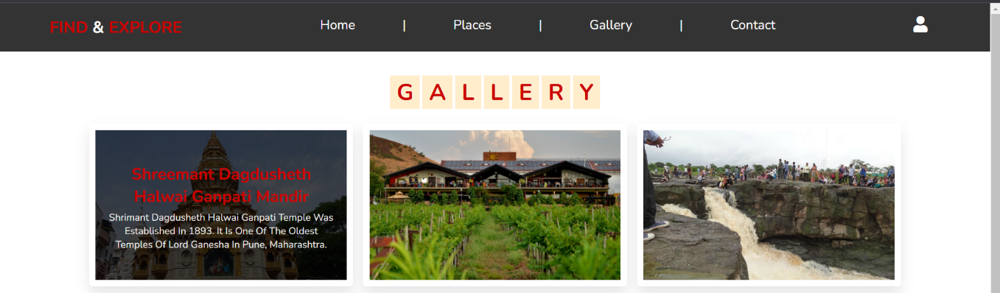 FIND & EXPLORE
Home | Places | Gallery | Contact
GALLERY
Shreemant Dagdusheth
Halwai Ganpati Mandir
Shrimant Dagdusheth Halwai Ganpati Temple Was
Established In 1893. It Is One Of The Oldest
Temples Of Lord Ganesha In Pune, Maharashtra.